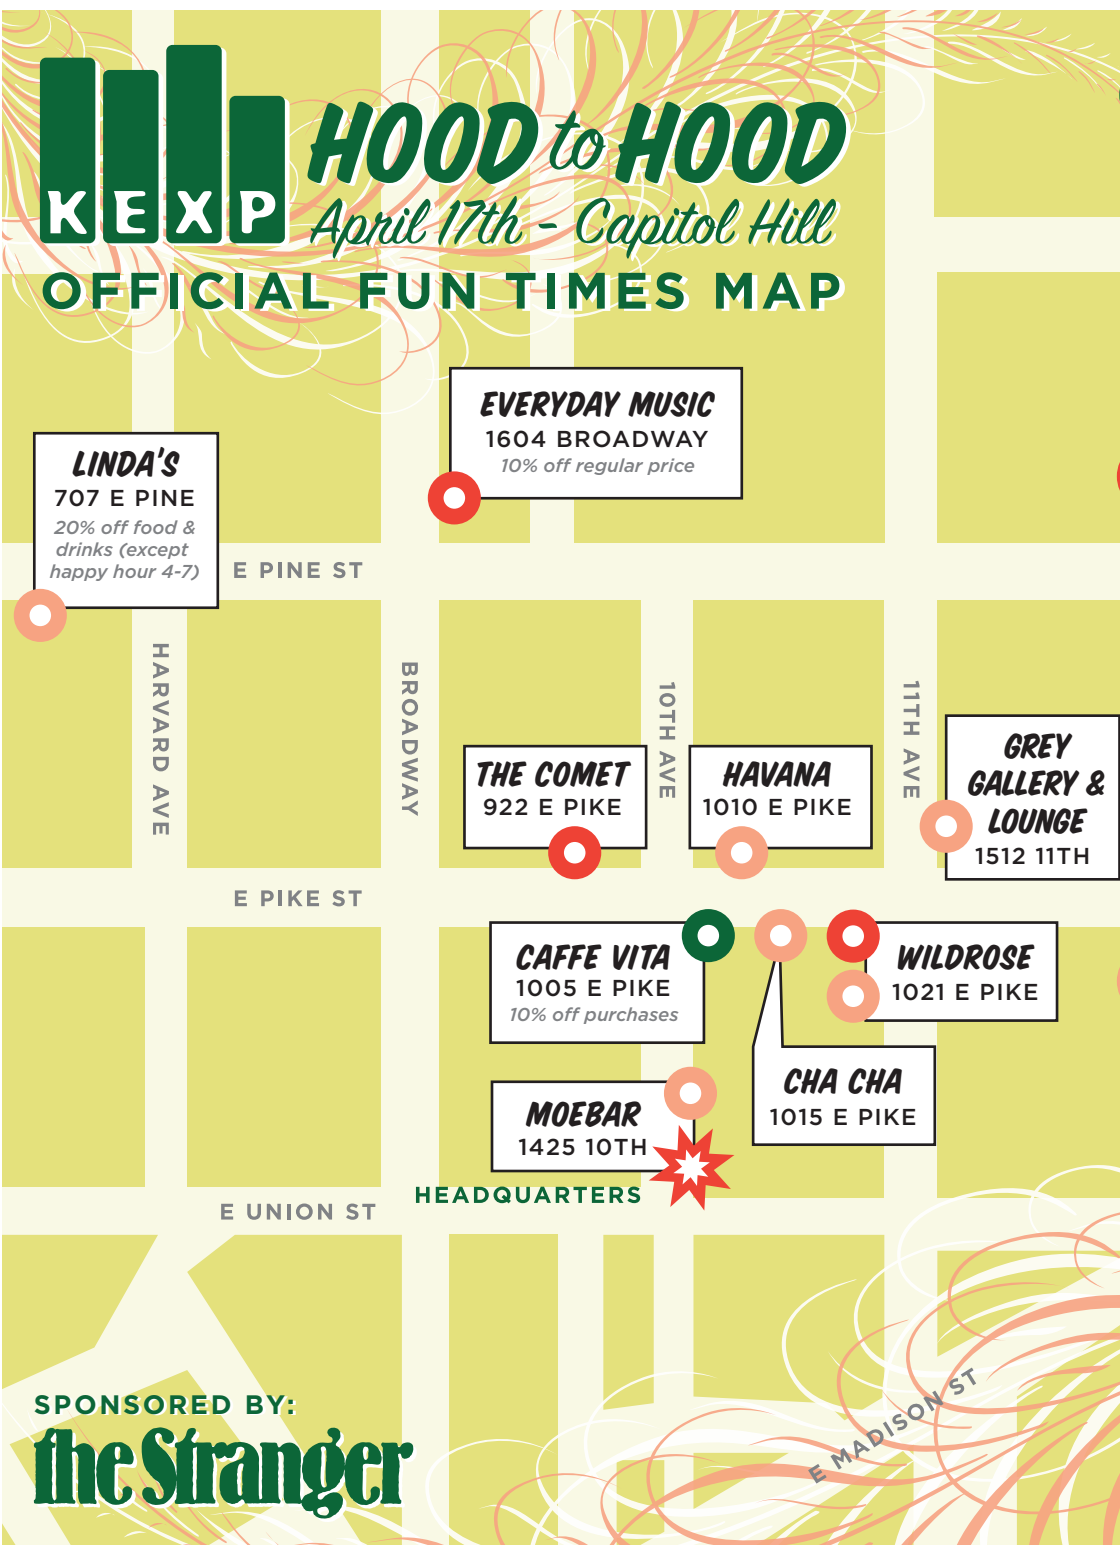 KEXP
HOOD to HOOD
April 17th - Capitol Hill
OFFICIAL FUN TIMES MAP
EVERYDAY MUSIC
1604 BROADWAY
10% off regular price
LINDA'S
707 E PINE
20% off food &
drinks (except
happy hour 4-7)
E PINE ST
HARVARD AVE
BROADWAY
10TH AVE
11TH AVE
THE COMET
922 E PIKE
HAVANA
1010 E PIKE
GREY
GALLERY &
LOUNGE
1512 11TH
E PIKE ST
CAFFE VITA
1005 E PIKE
10% off purchases
WILDROSE
1021 E PIKE
CHA CHA
1015 E PIKE
MOEBAR
1425 10TH
HEADQUARTERS
E UNION ST
E MADISON ST
SPONSORED BY:
the Stranger